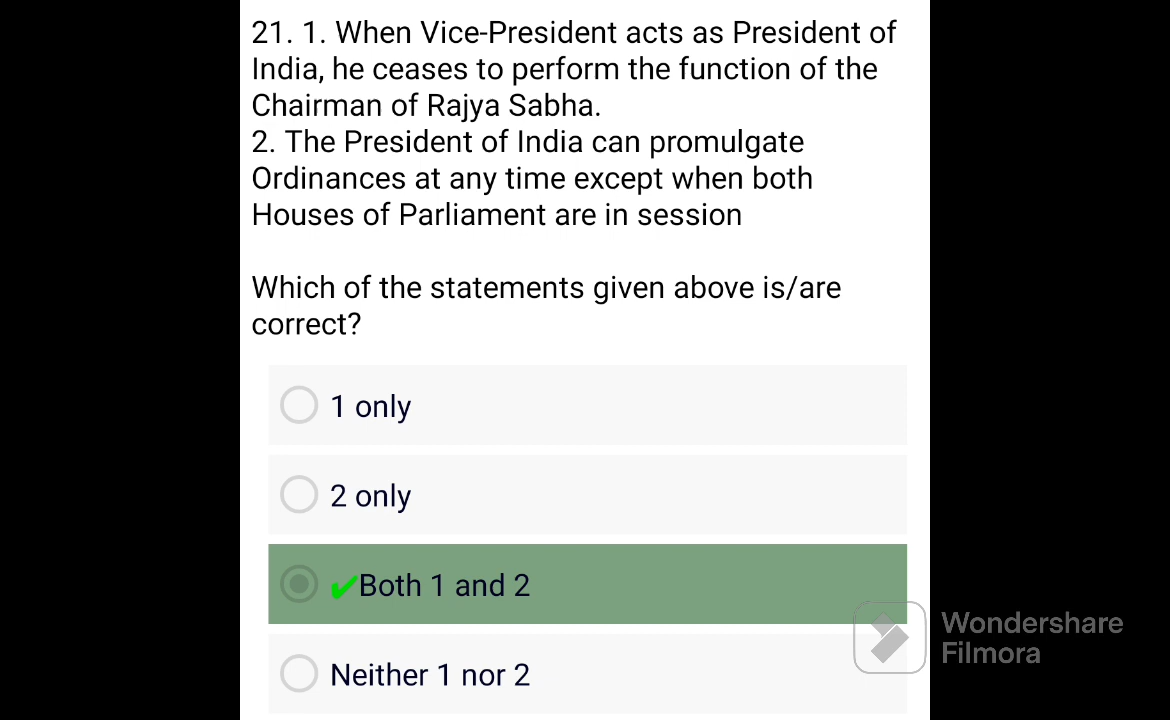 21. 1. When Vice-President acts as President of
India, he ceases to perform the function of the
Chairman of Rajya Sabha.
2. The President of India can promulgate
Ordinances at any time except when both
Houses of Parliament are in session
Which of the statements given above is/are
correct?
1 only
2 only
✔Both 1 and 2
Neither 1 nor 2
Wondershare
Filmora